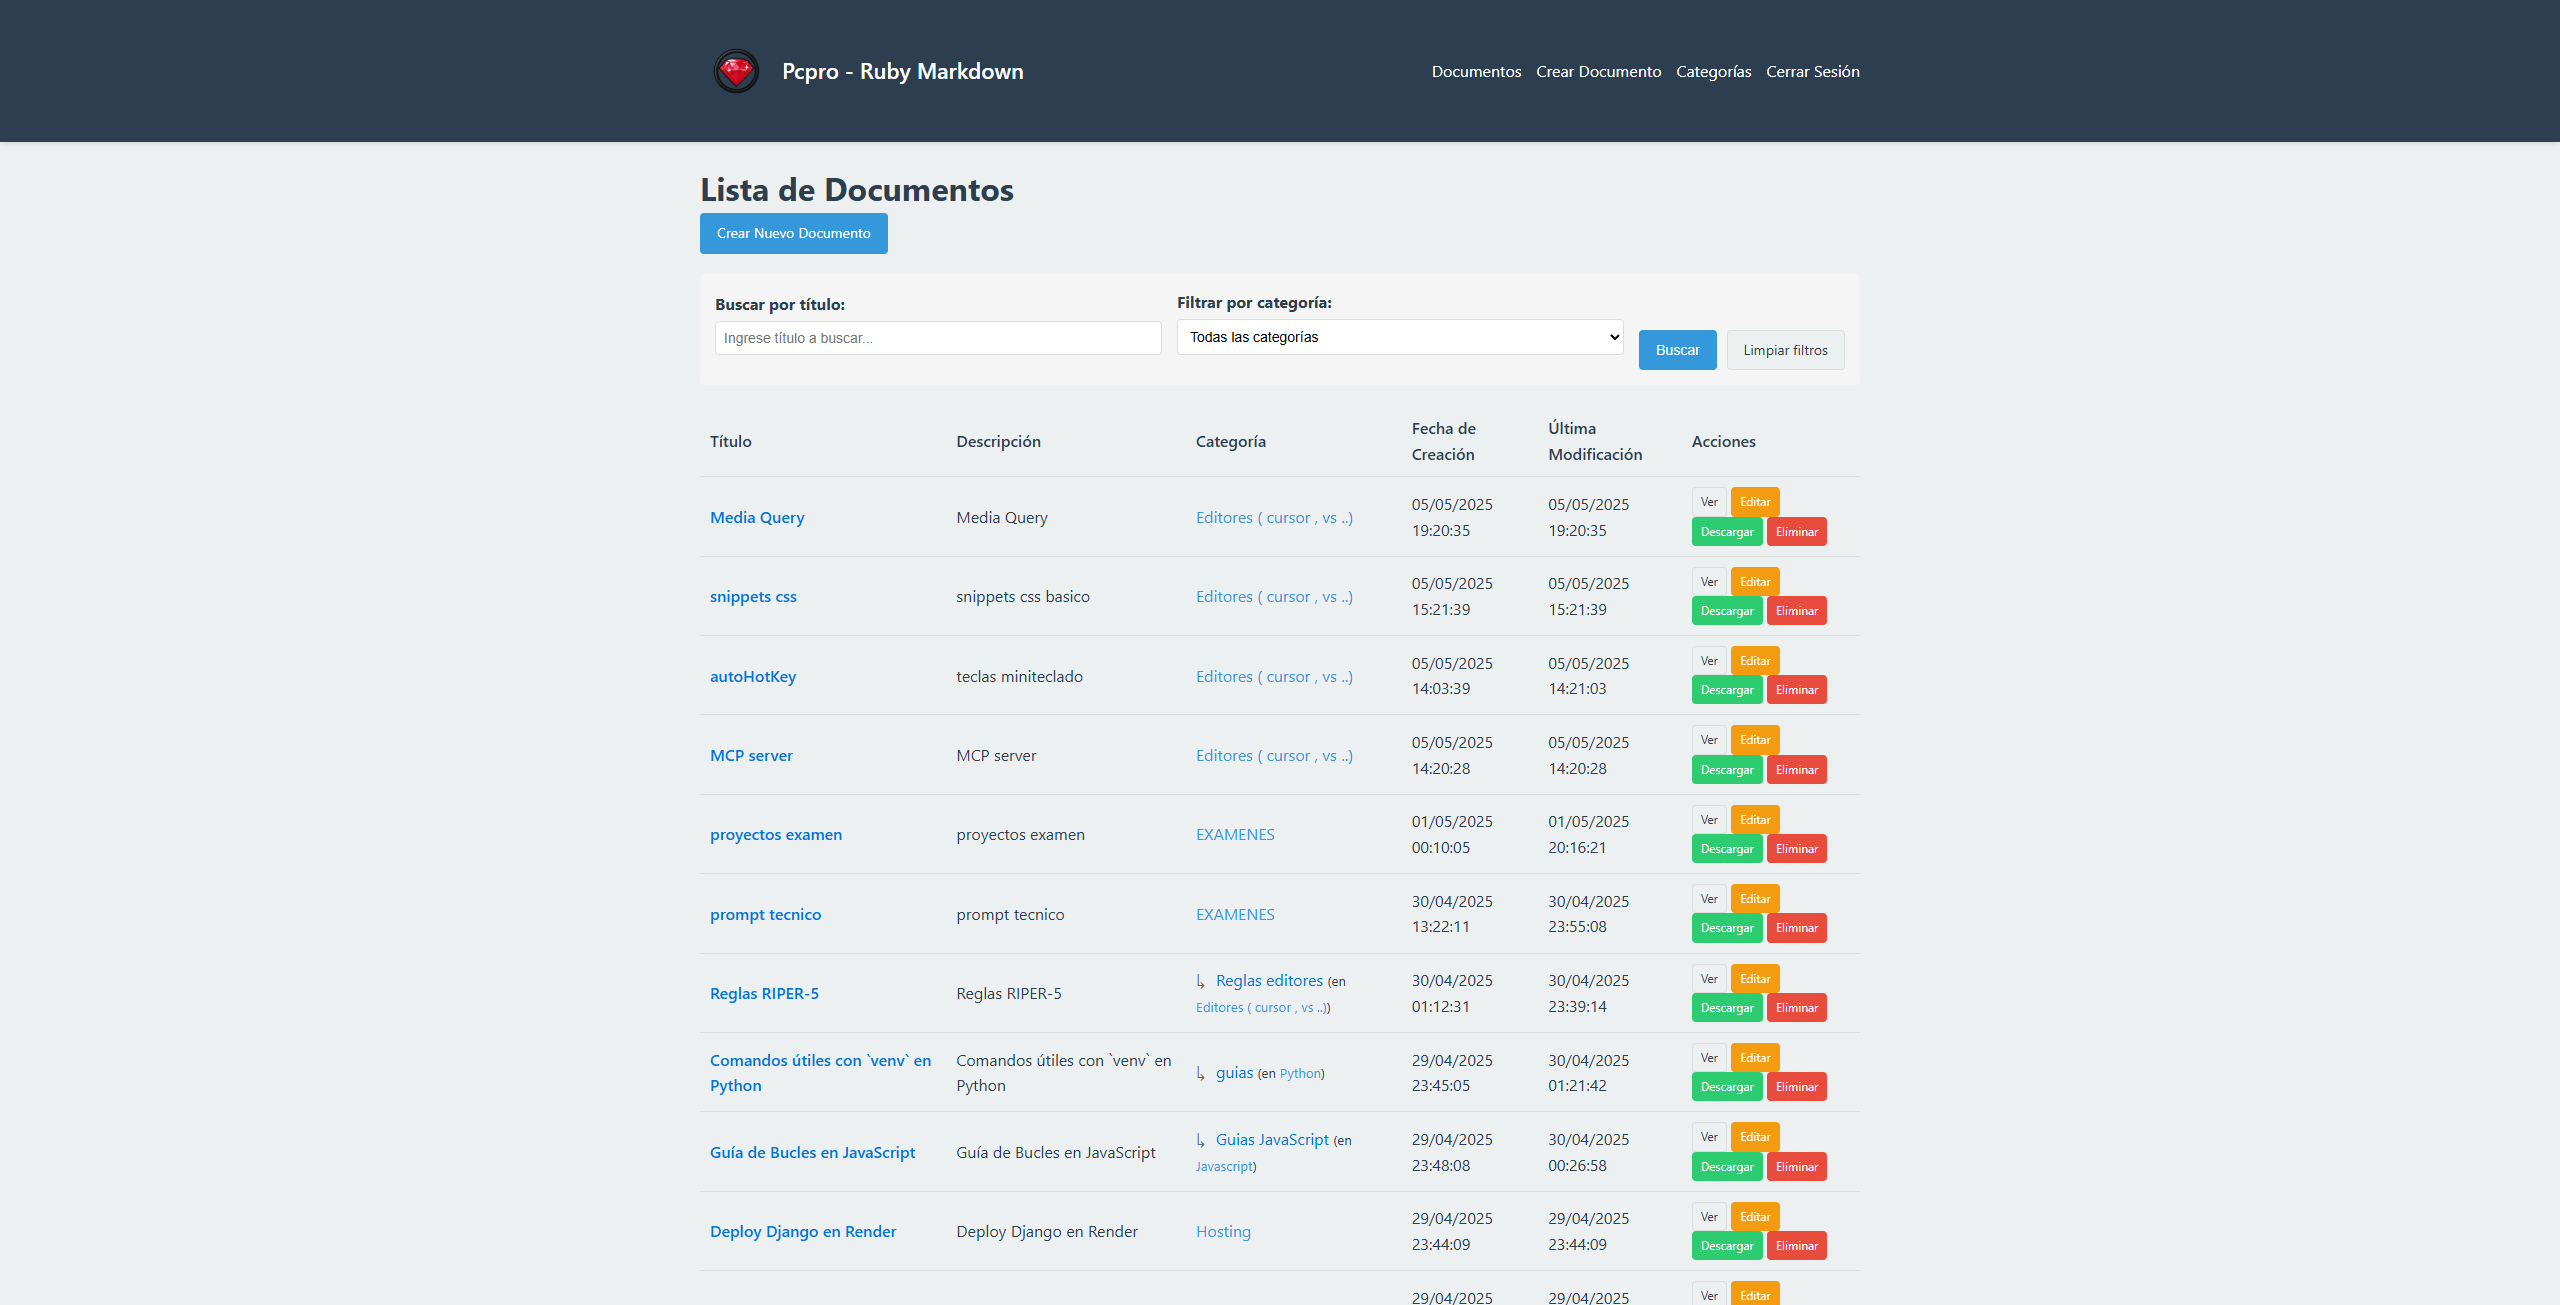 Pcpro - Ruby Markdown
Documentos Crear Documento Categorías Cerrar Sesión
Lista de Documentos
Crear Nuevo Documento
Buscar por título:
Filtrar por categoría:
Ingrese título a buscar...
Todas las categorías
Buscar
Limpiar filtros
Título
Descripción
Categoría
Fecha de
Creación
Última
Modificación
Acciones
Media Query
Media Query
Editores ( cursor , vs ..)
05/05/2025
19:20:35
05/05/2025
19:20:35
Ver Editar
Descargar Eliminar
snippets css
snippets css basico
Editores ( cursor , vs ..)
05/05/2025
15:21:39
05/05/2025
15:21:39
Ver Editar
Descargar Eliminar
autoHotKey
teclas miniteclado
Editores ( cursor , vs ..)
05/05/2025
14:03:39
05/05/2025
14:21:03
Ver Editar
Descargar Eliminar
MCP server
MCP server
Editores ( cursor , vs ..)
05/05/2025
14:20:28
05/05/2025
14:20:28
Ver Editar
Descargar Eliminar
proyectos examen
proyectos examen
EXAMENES
01/05/2025
00:10:05
01/05/2025
20:16:21
Ver Editar
Descargar Eliminar
prompt tecnico
prompt tecnico
EXAMENES
30/04/2025
13:22:11
30/04/2025
23:55:08
Ver Editar
Descargar Eliminar
Reglas RIPER-5
Reglas RIPER-5
↳ Reglas editores (en
Editores ( cursor , vs ..))
30/04/2025
01:12:31
30/04/2025
23:39:14
Ver Editar
Descargar Eliminar
Comandos útiles con `venv` en
Python
Comandos útiles con `venv` en
Python
↳ guias (en Python)
29/04/2025
23:45:05
30/04/2025
01:21:42
Ver Editar
Descargar Eliminar
Guía de Bucles en JavaScript
Guía de Bucles en JavaScript
↳ Guias JavaScript (en
Javascript)
29/04/2025
23:48:08
30/04/2025
00:26:58
Ver Editar
Descargar Eliminar
Deploy Django en Render
Deploy Django en Render
Hosting
29/04/2025
23:44:09
29/04/2025
23:44:09
Ver Editar
Descargar Eliminar
29/04/2025
29/04/2025
Ver Editar